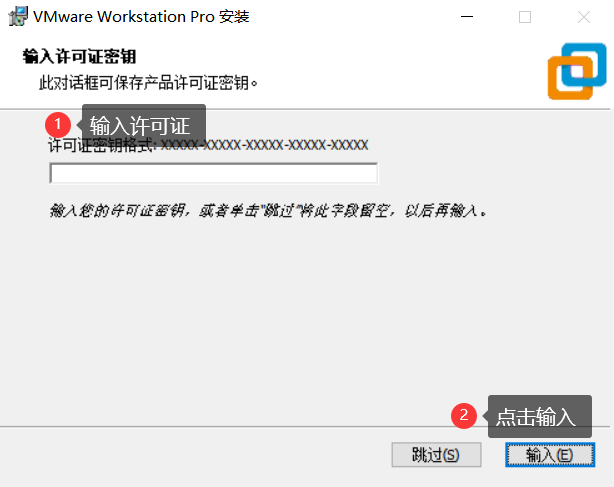 VMware Workstation Pro 安装
输入许可证密钥
此对话框可保存产品许可证密钥。
1 输入许可证
许可证密钥格式: XXXXX-XXXXX-XXXXX-XXXXX-XXXXX
输入您的许可证密钥，或者单击“跳过”将此字段留空，以后再输入。
2 点击输入
跳过(S) 输入(E)